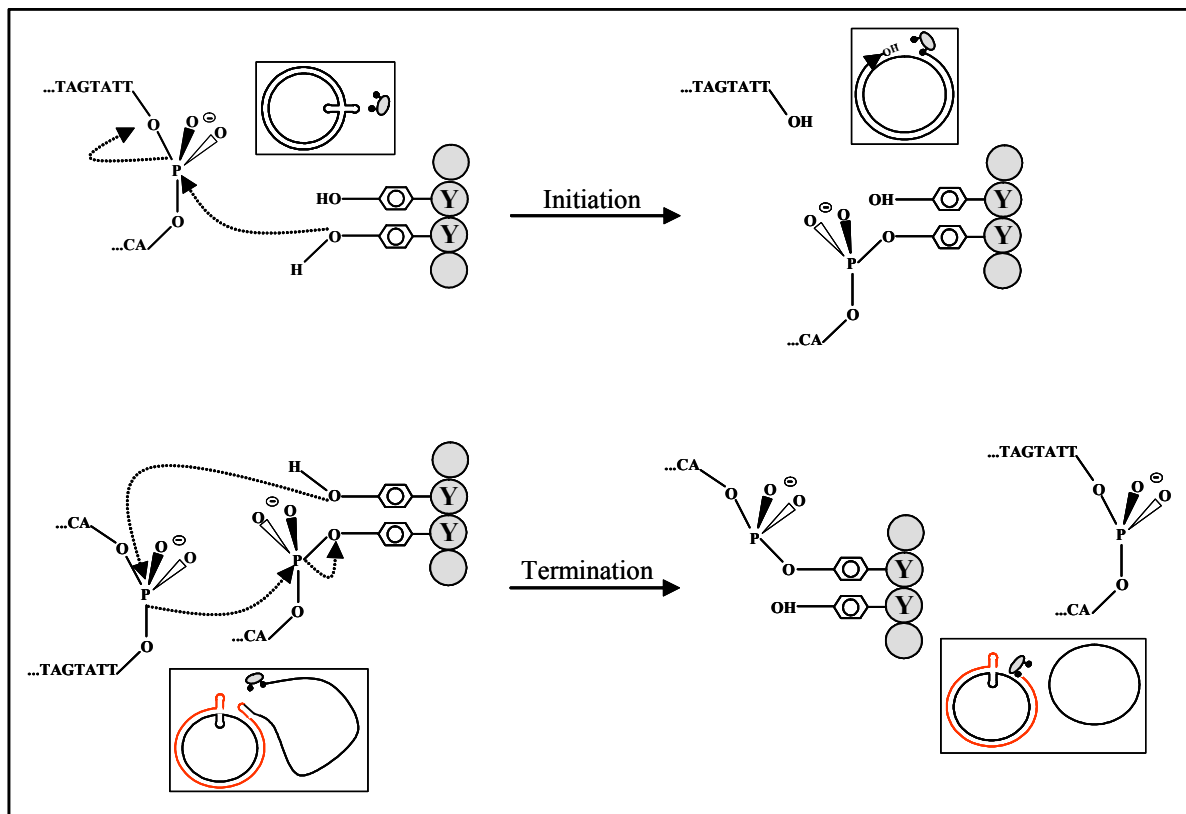 ...TAGTATT
O
O
⊖
O
P
O
...CA
HO
Y
O
Y
H
Initiation
...TAGTATT
OH
OH
OH
Y
⊖
O
O
O
Y
P
O
...CA
H
O
Y
...CA
O
O
⊖
O
P
⊖
O
O
O
Y
P
O
...CA
O
...TAGTATT
Termination
...CA
O
O
⊖
O
P
O
Y
OH
Y
...TAGTATT
O
O
⊖
O
P
O
...CA